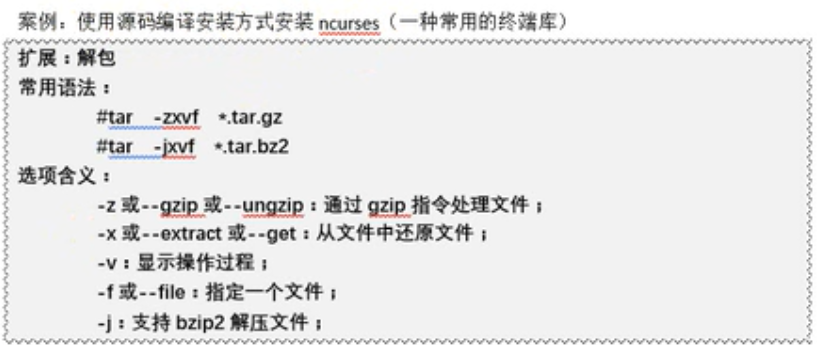 案例：使用源码编译安装方式安装 ncurses（一种常用的终端库）
扩展：解包
常用语法：
#tar -zxvf *.tar.gz
#tar -jxvf *.tar.bz2
选项含义：
-z 或--gzip 或--ungzip：通过 gzip 指令处理文件；
-x 或--extract 或--get：从文件中还原文件；
-v：显示操作过程；
-f 或--file：指定一个文件；
-j：支持 bzip2 解压文件；